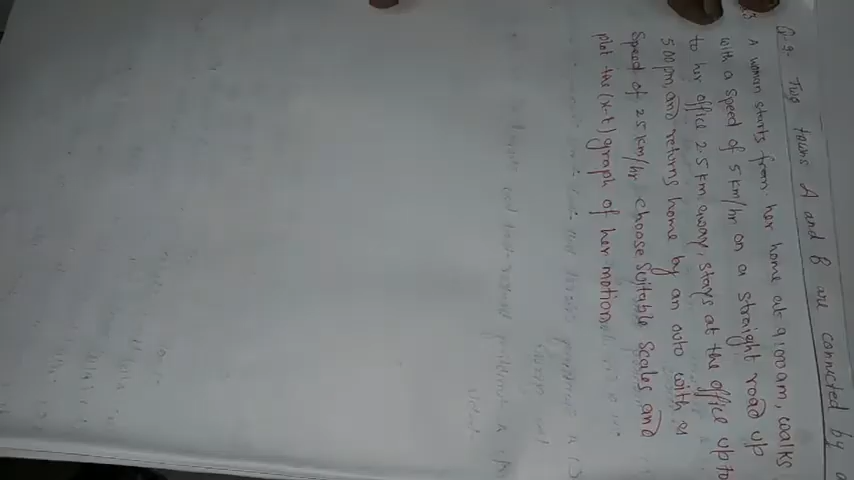 Q.9. Two towns A and B are connected by a
A woman starts from her home at 9:00 am, walks
with a speed of 5 km/hr on a straight road up
to her office 2.5 km away, stays at the office up to
5:00 pm, and returns home by an auto with a
speed of 25 km/hr choose suitable scales and
plot the (x-t) graph of her motion